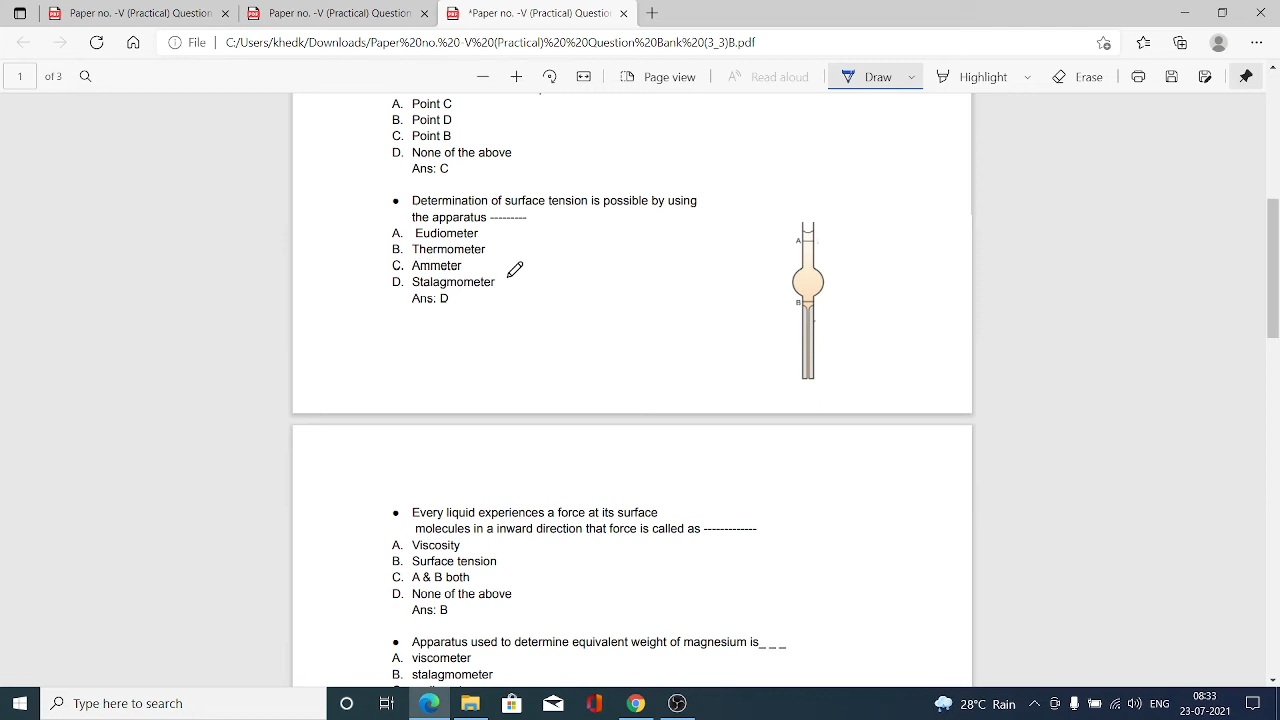 Paper no. -V (Practical) Question
Paper no. -V (Practical) Question
*Paper no. -V (Practical) Question
File
C:/Users/khedk/Downloads/Paper%20no.%20-V%20(Practical)%20%20Question%20Bank%20(3_3)B.pdf
1 of 3
Page view
Read aloud
Draw
Highlight
Erase
A. Point C
B. Point D
C. Point B
D. None of the above
Ans: C
● Determination of surface tension is possible by using
the apparatus ---------
A. Eudiometer
B. Thermometer
C. Ammeter
D. Stalagmometer
Ans: D
A
B
● Every liquid experiences a force at its surface
molecules in a inward direction that force is called as -------------
A. Viscosity
B. Surface tension
C. A & B both
D. None of the above
Ans: B
● Apparatus used to determine equivalent weight of magnesium is_ _ _
A. viscometer
B. stalagmometer
Type here to search
28°C Rain
ENG
08:33
23-07-2021